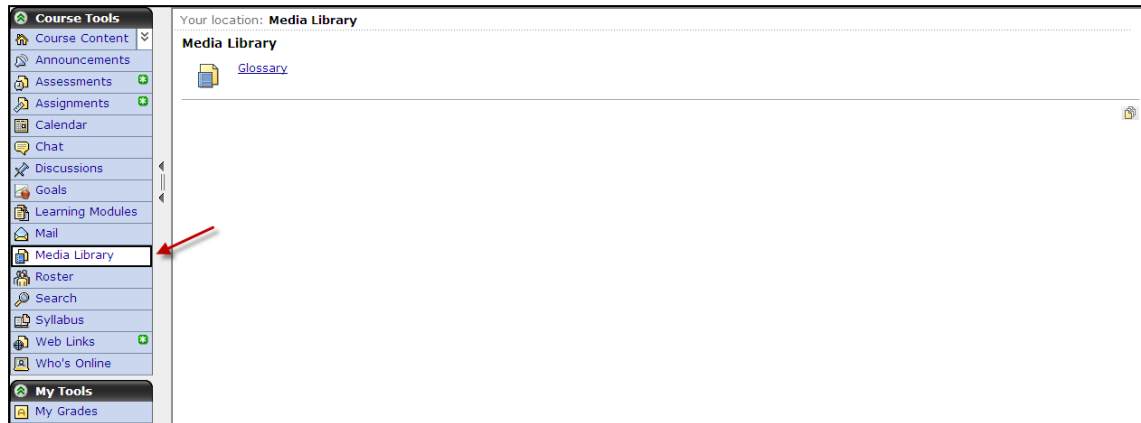 Course Tools
Course Content
Announcements
Assessments
Assignments
Calendar
Chat
Discussions
Goals
Learning Modules
Mail
Media Library
Roster
Search
Syllabus
Web Links
Who's Online
My Tools
My Grades
Your location: Media Library
Media Library
Glossary